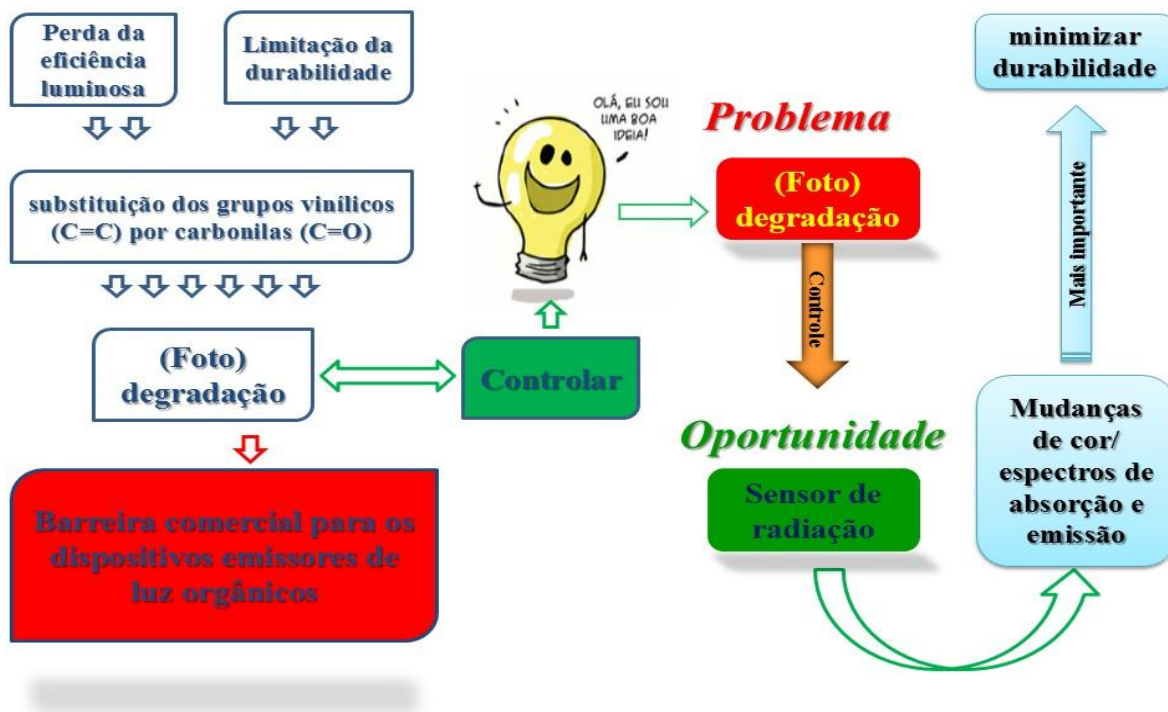 Perda da
eficiência
luminosa
Limitação da
durabilidade
substituição dos grupos vinílicos
(C=C) por carbonilas (C=O)
(Foto)
degradação
Barreira comercial para os
dispositivos emissores de
luz orgânicos
Controlar
OLÁ, EU SOU
UMA BOA
IDEIA!
Problema
(Foto)
degradação
Controle
Oportunidade
Sensor de
radiação
Mudanças
de cor/
espectros de
absorção e
emissão
Mais importante
minimizar
durabilidade